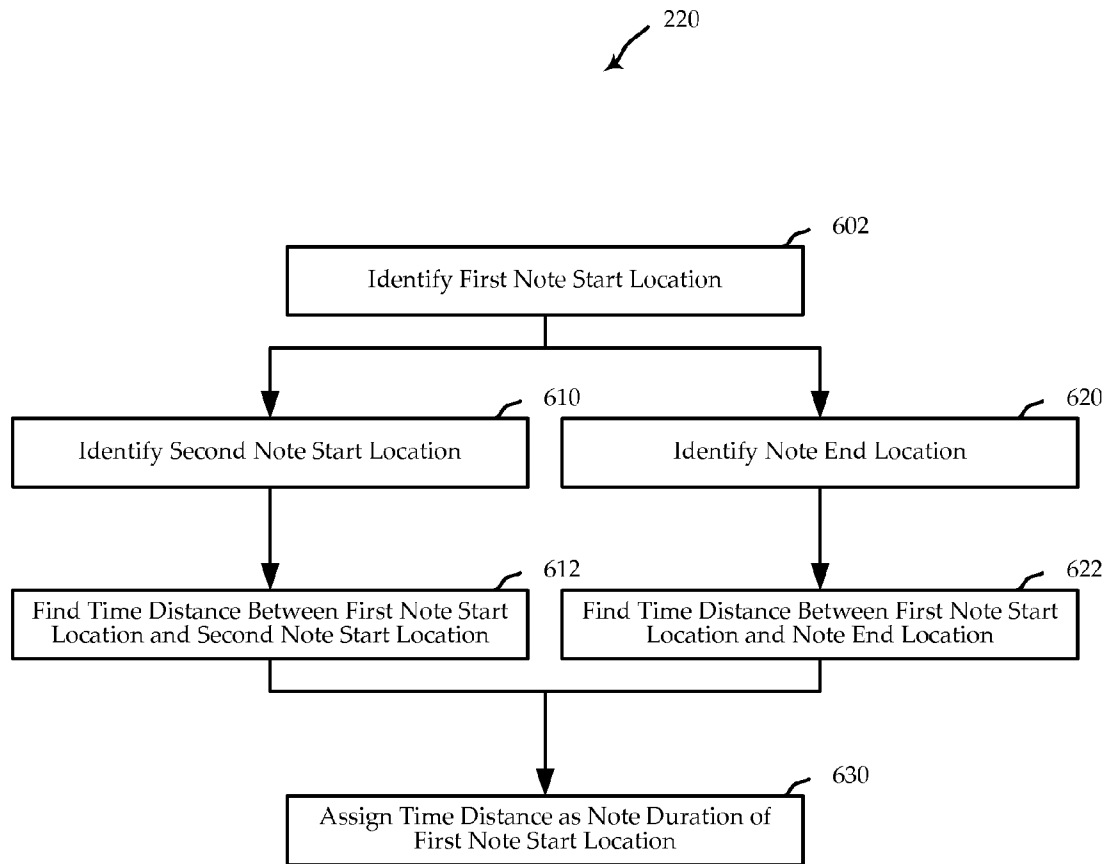 220
602
Identify First Note Start Location
610
Identify Second Note Start Location
620
Identify Note End Location
612
Find Time Distance Between First Note Start
Location and Second Note Start Location
622
Find Time Distance Between First Note Start
Location and Note End Location
630
Assign Time Distance as Note Duration of
First Note Start Location